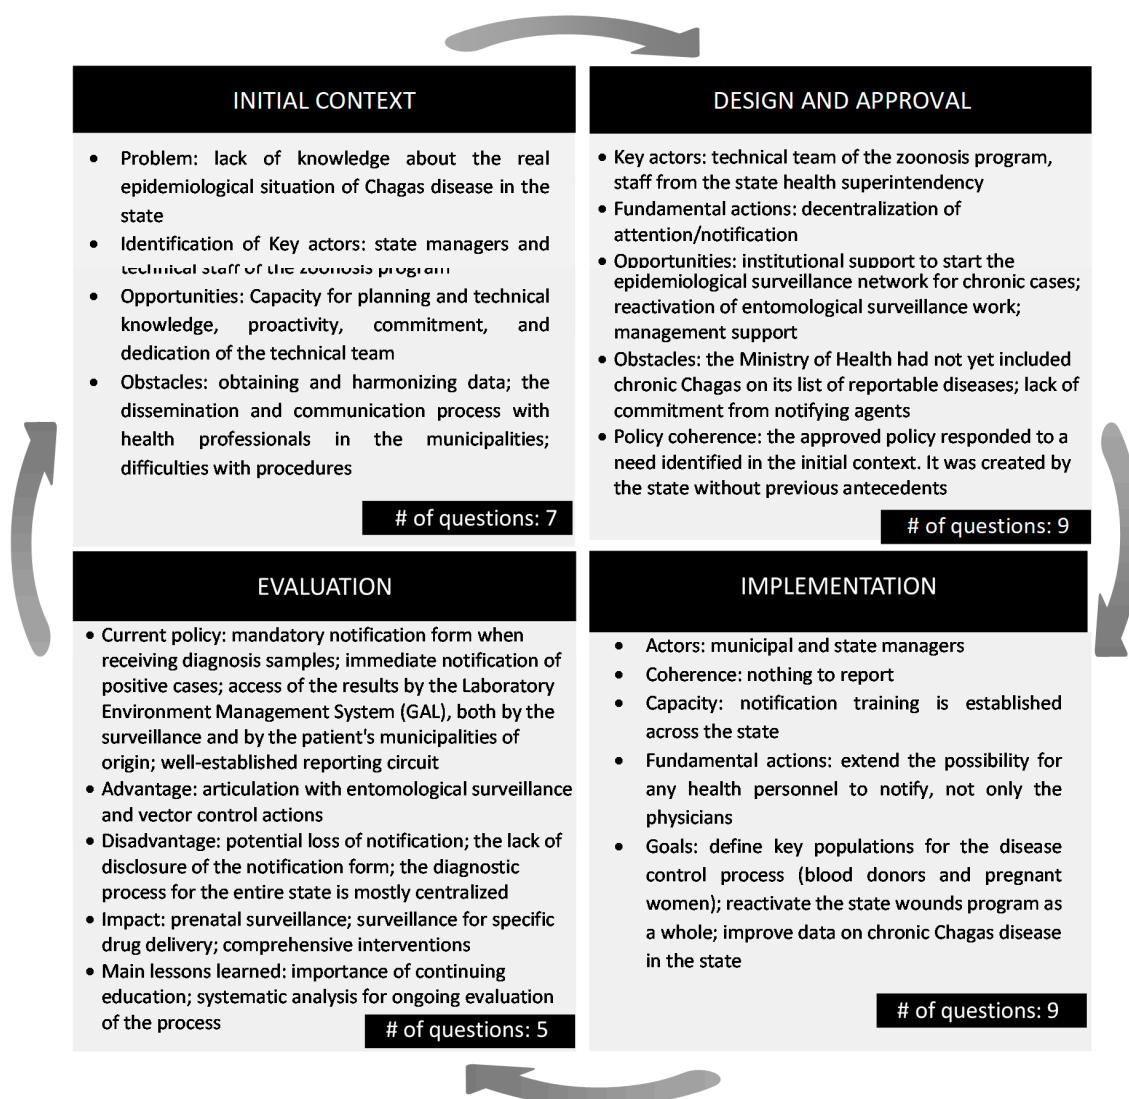 INITIAL CONTEXT
• Problem: lack of knowledge about the real
epidemiological situation of Chagas disease in the
state
• Identification of Key actors: state managers and
technical staff of the zoonosis program
• Opportunities: Capacity for planning and technical
knowledge, proactivity, commitment, and
dedication of the technical team
• Obstacles: obtaining and harmonizing data; the
dissemination and communication process with
health professionals in the municipalities;
difficulties with procedures
# of questions: 7
DESIGN AND APPROVAL
• Key actors: technical team of the zoonosis program,
staff from the state health superintendency
• Fundamental actions: decentralization of
attention/notification
• Opportunities: institutional support to start the
epidemiological surveillance network for chronic cases;
reactivation of entomological surveillance work;
management support
• Obstacles: the Ministry of Health had not yet included
chronic Chagas on its list of reportable diseases; lack of
commitment from notifying agents
• Policy coherence: the approved policy responded to a
need identified in the initial context. It was created by
the state without previous antecedents
# of questions: 9
EVALUATION
• Current policy: mandatory notification form when
receiving diagnosis samples; immediate notification of
positive cases; access of the results by the Laboratory
Environment Management System (GAL), both by the
surveillance and by the patient's municipalities of
origin; well-established reporting circuit
• Advantage: articulation with entomological surveillance
and vector control actions
• Disadvantage: potential loss of notification; the lack of
disclosure of the notification form; the diagnostic
process for the entire state is mostly centralized
• Impact: prenatal surveillance; surveillance for specific
drug delivery; comprehensive interventions
• Main lessons learned: importance of continuing
education; systematic analysis for ongoing evaluation
of the process
# of questions: 5
IMPLEMENTATION
• Actors: municipal and state managers
• Coherence: nothing to report
• Capacity: notification training is established
across the state
• Fundamental actions: extend the possibility for
any health personnel to notify, not only the
physicians
• Goals: define key populations for the disease
control process (blood donors and pregnant
women); reactivate the state wounds program as
a whole; improve data on chronic Chagas disease
in the state
# of questions: 9